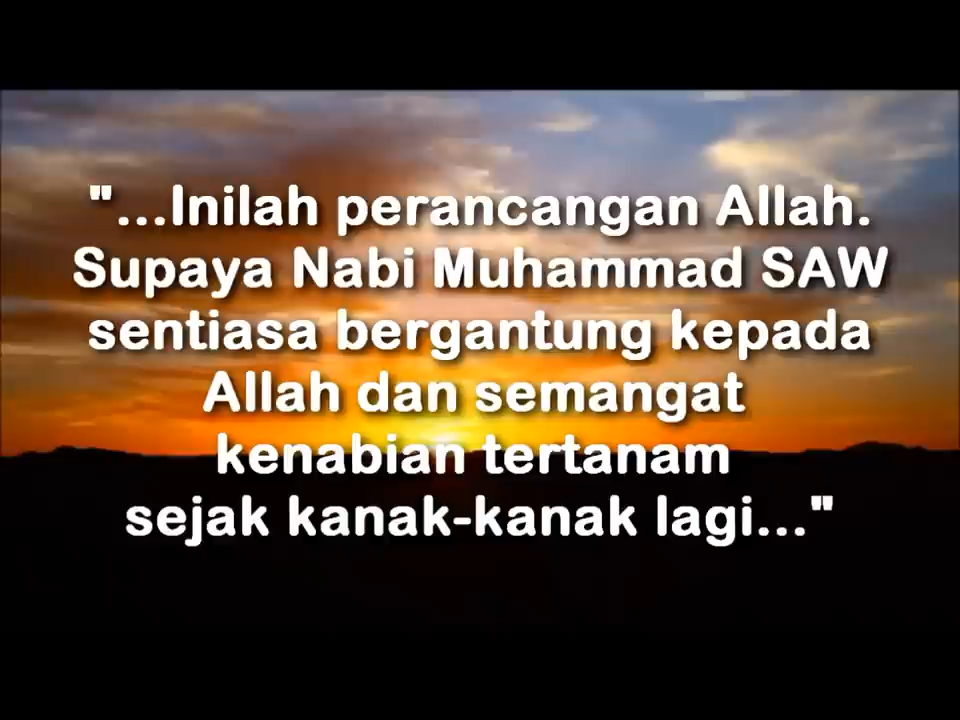 "...Inilah perancangan Allah.
Supaya Nabi Muhammad SAW
sentiasa bergantung kepada
Allah dan semangat
kenabian tertanam
sejak kanak-kanak lagi..."